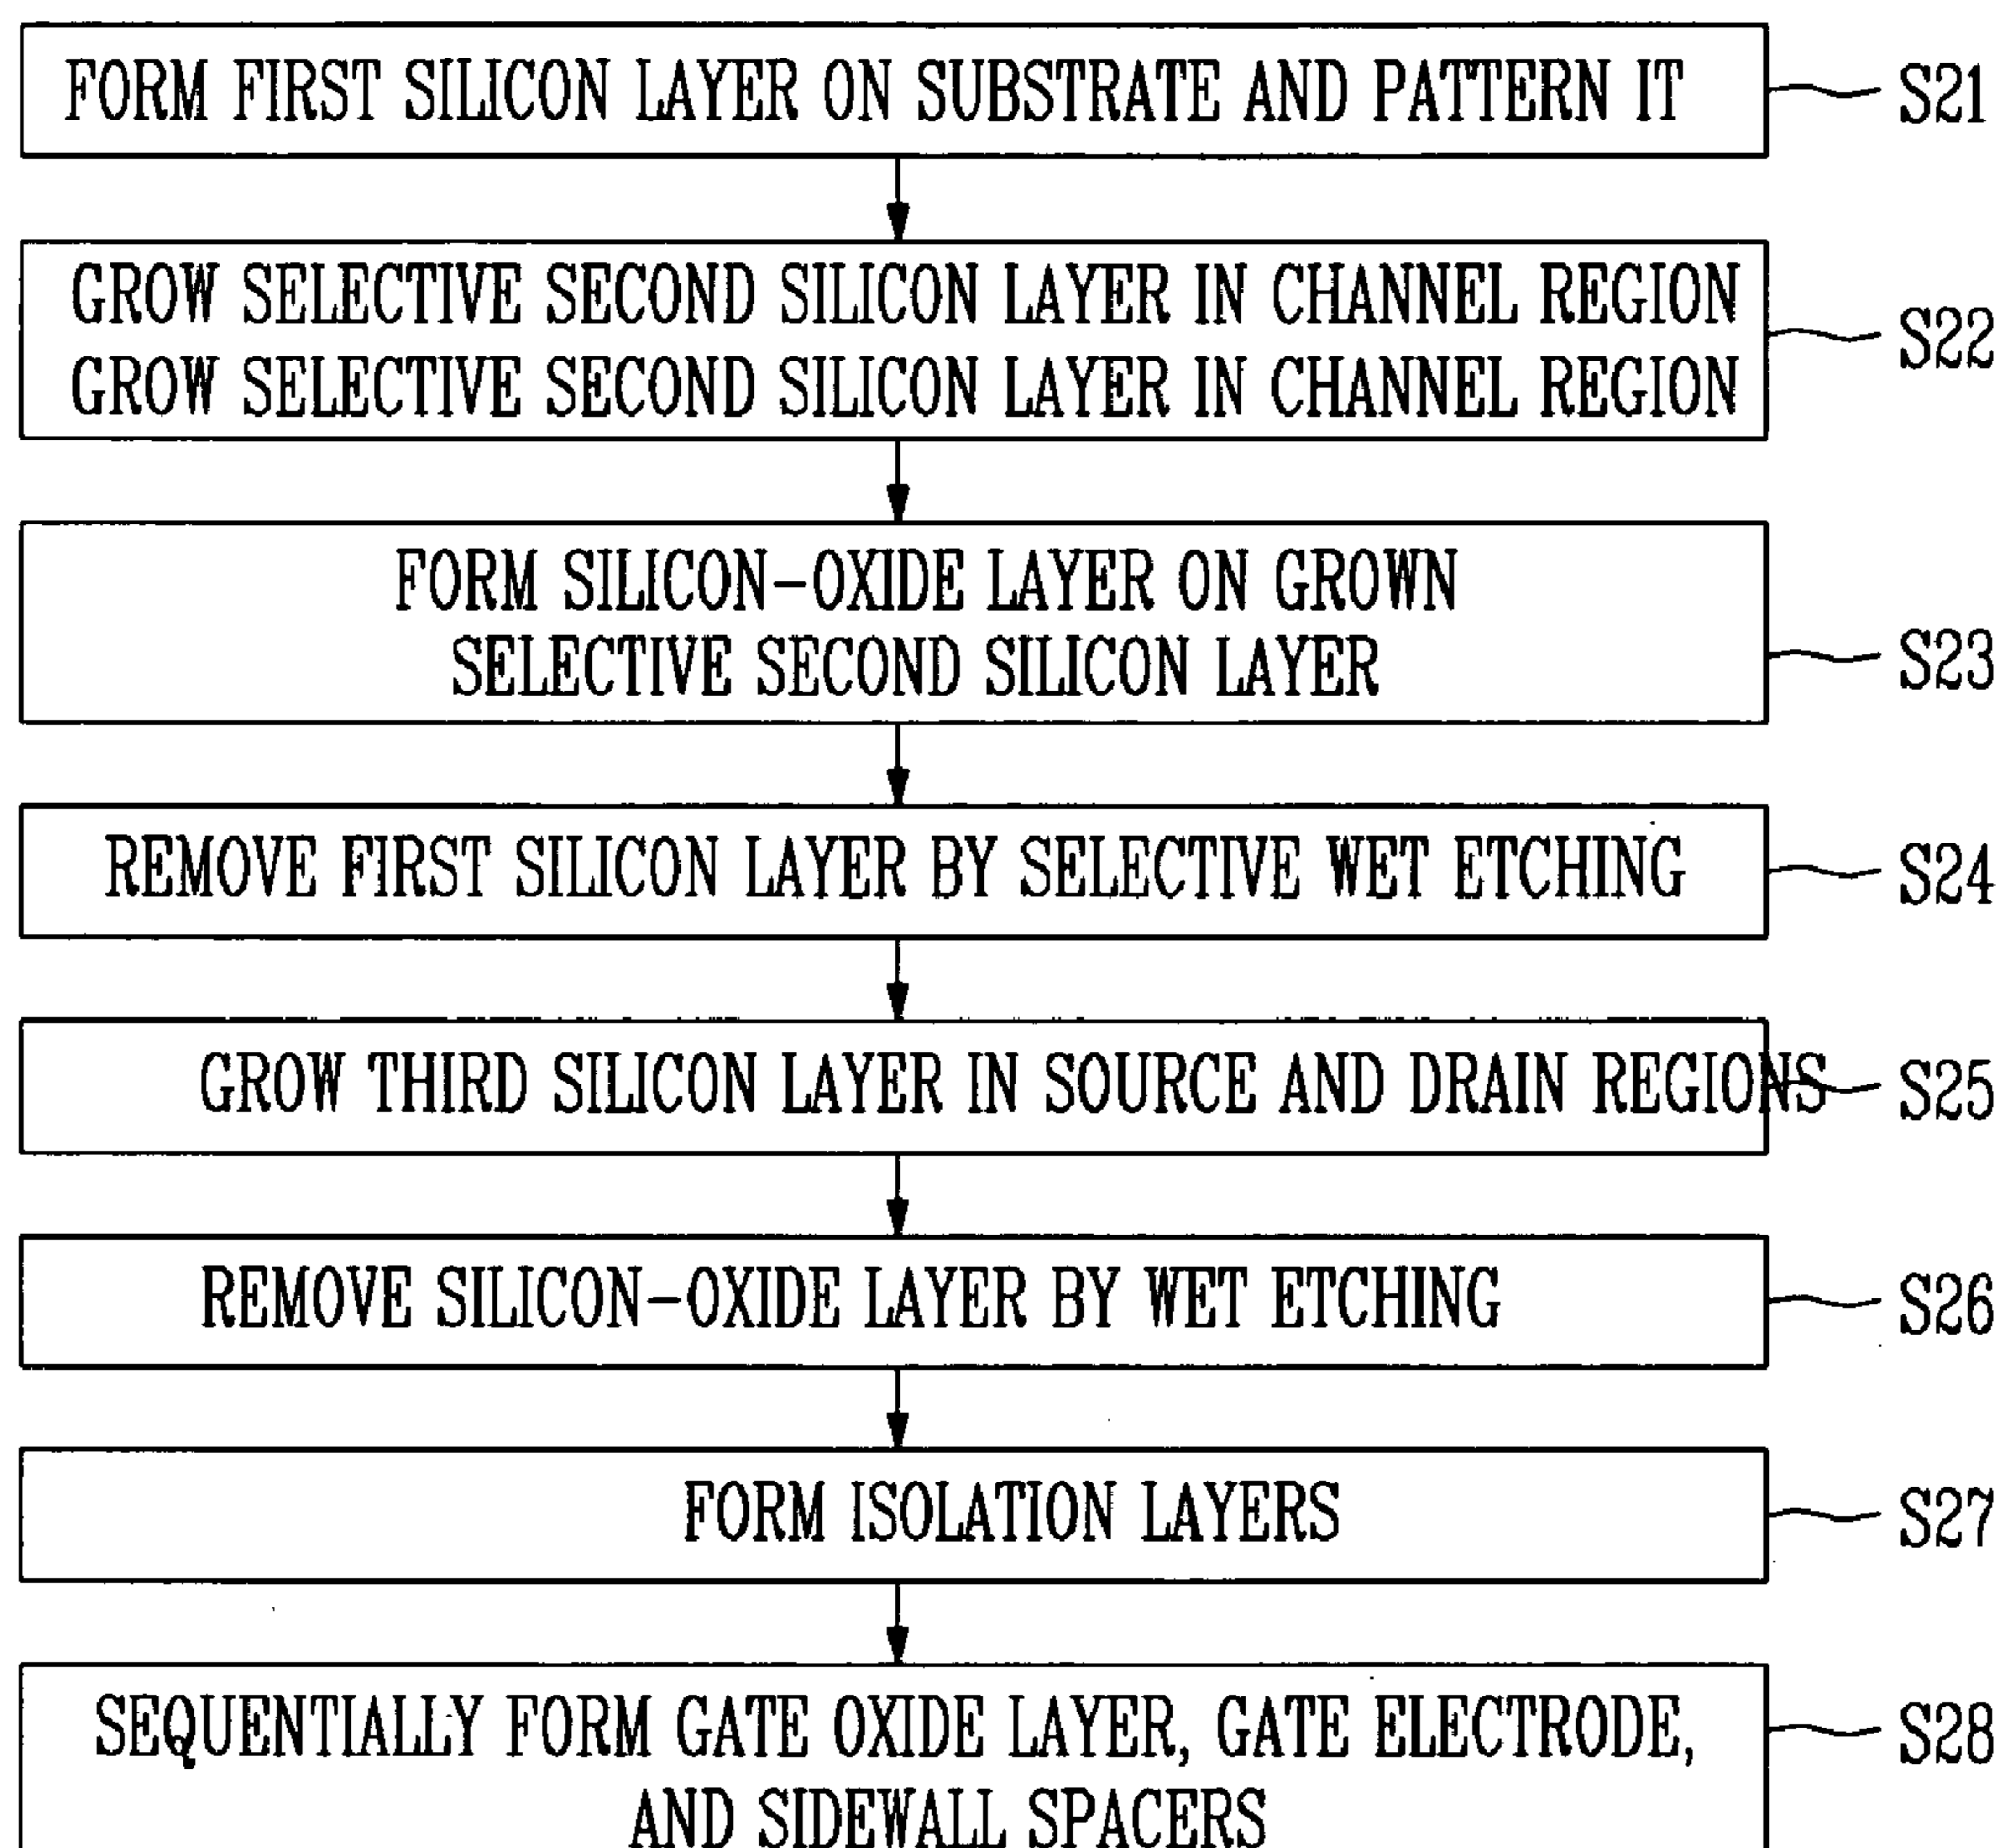 FORM FIRST SILICON LAYER ON SUBSTRATE AND PATTERN IT
S21
GROW SELECTIVE SECOND SILICON LAYER IN CHANNEL REGION
GROW SELECTIVE SECOND SILICON LAYER IN CHANNEL REGION
S22
FORM SILICON-OXIDE LAYER ON GROWN
SELECTIVE SECOND SILICON LAYER
S23
REMOVE FIRST SILICON LAYER BY SELECTIVE WET ETCHING
S24
GROW THIRD SILICON LAYER IN SOURCE AND DRAIN REGIONS
S25
REMOVE SILICON-OXIDE LAYER BY WET ETCHING
S26
FORM ISOLATION LAYERS
S27
SEQUENTIALLY FORM GATE OXIDE LAYER, GATE ELECTRODE,
AND SIDEWALL SPACERS
S28